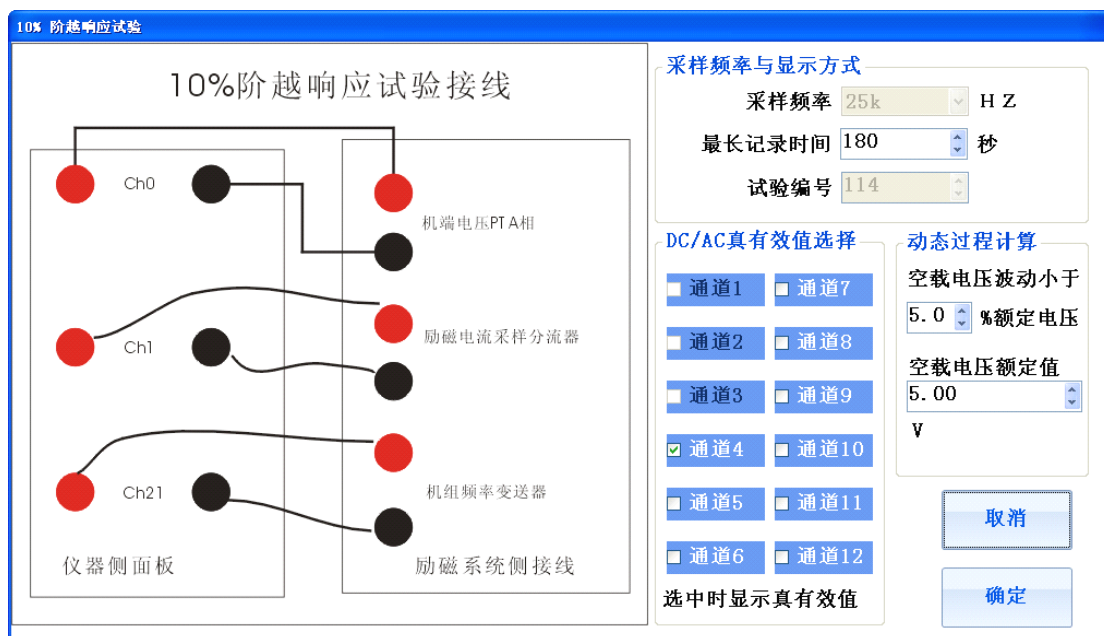 10% 阶越响应试验
10%阶越响应试验接线
Ch0
机端电压PT A相
Ch1
励磁电流采样分流器
Ch21
机组频率变送器
仪器侧面板
励磁系统侧接线
采样频率与显示方式
采样频率 25k HZ
最长记录时间 180 秒
试验编号 114
DC/AC真有效值选择
通道1 通道7
通道2 通道8
通道3 通道9
通道4 通道10
通道5 通道11
通道6 通道12
选中时显示真有效值
动态过程计算
空载电压波动小于
5.0 %额定电压
空载电压额定值
5.00
V
取消
确定